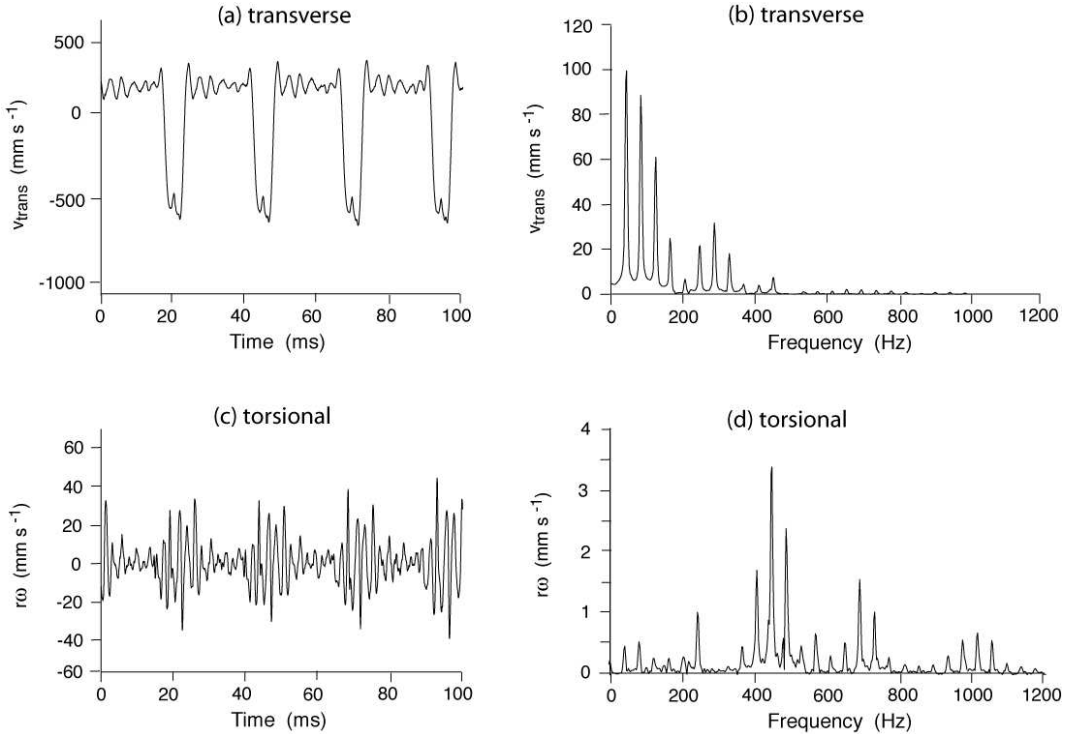 (a) transverse
500
0
-500
-1000
v_trans (mm s⁻¹)
0 20 40 60 80 100
Time (ms)
(b) transverse
120
100
80
60
40
20
0
v_trans (mm s⁻¹)
0 200 400 600 800 1000 1200
Frequency (Hz)
(c) torsional
60
40
20
0
-20
-40
-60
rω (mm s⁻¹)
0 20 40 60 80 100
Time (ms)
(d) torsional
4
3
2
1
0
rω (mm s⁻¹)
0 200 400 600 800 1000 1200
Frequency (Hz)